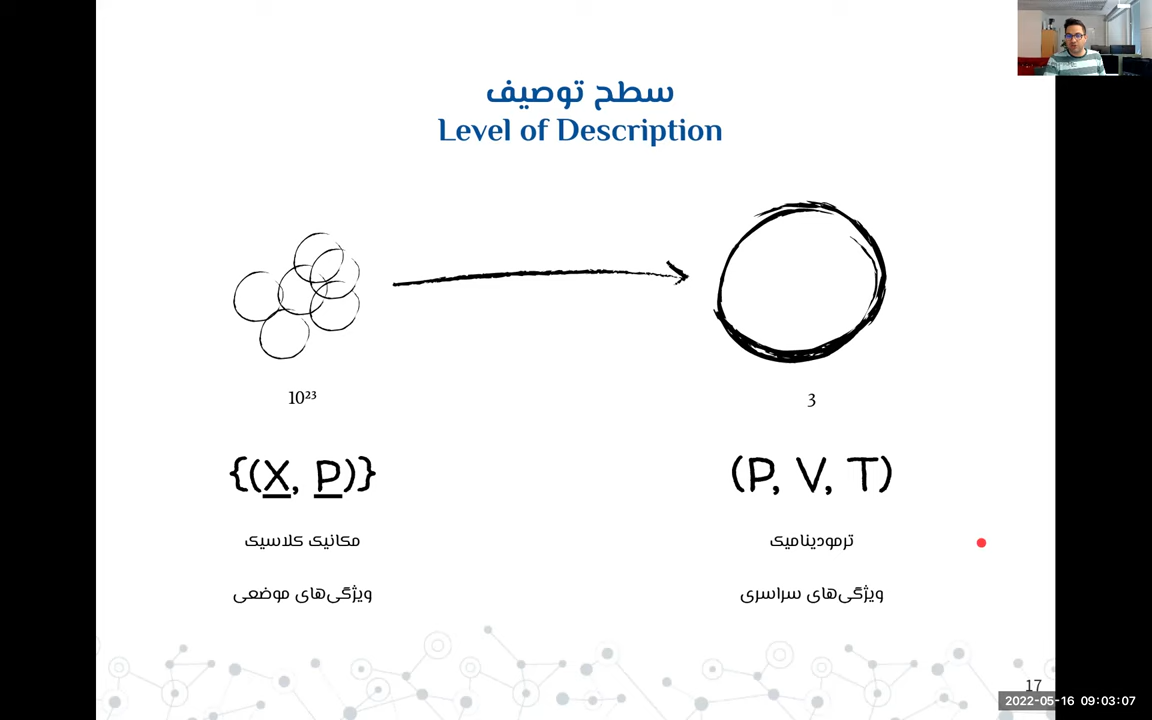 سطح توصیف
Level of Description
10²³
3
{(X, P)}
(P, V, T)
مکانیک کلاسیک
ترمودینامیک
ویژگی‌های موضعی
ویژگی‌های سراسری
17
2022-05-16 09:03:07